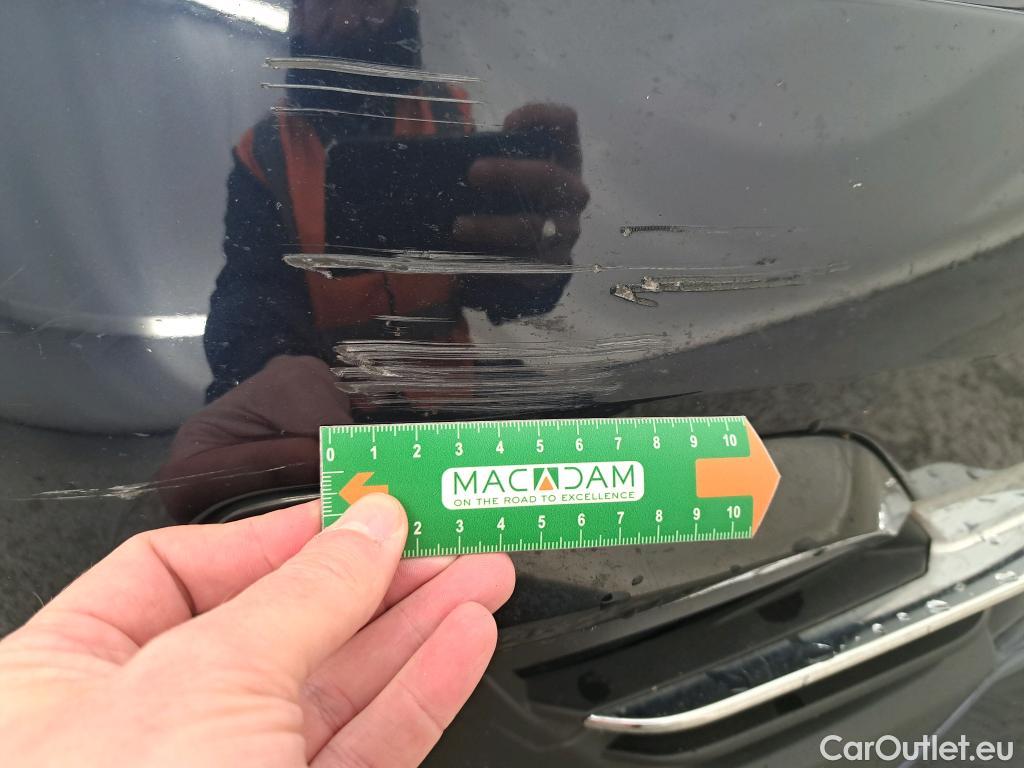 0 1 2 3 4 5 6 7 8 9 10
MACADAM
ON THE ROAD TO EXCELLENCE
2 3 4 5 6 7 8 9 10
CarOutlet.eu